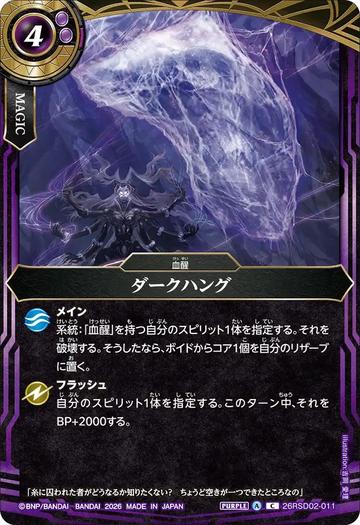 4
MAGIC
けっせい
血醒
ダークハング
メイン
系統：「血醒」を持つ自分のスピリット1体を指定する。それを
破壊する。そうしたなら、ボイドからコア1個を自分のリザーブ
に置く。
フラッシュ
自分のスピリット1体を指定する。このターン中、それを
BP+2000する。
「糸に囚われた者がどうなるか知りたくない? ちょうど空きが一つできたところなの」
©BNP/BANDAI BANDAI 2026 MADE IN JAPAN
PURPLE A C 26RSD02-011